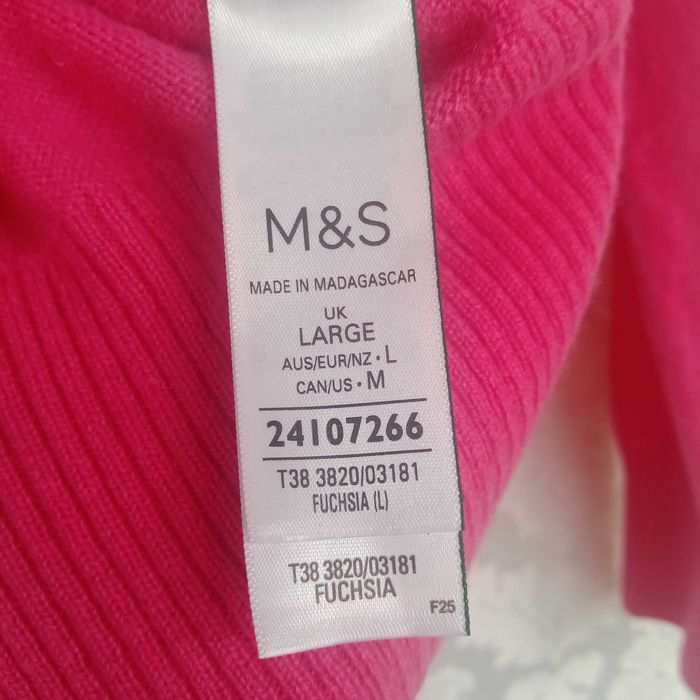 M&S
MADE IN MADAGASCAR
UK
LARGE
AUS/EUR/NZ • L
CAN/US • M
24107266
T38 3820/03181
FUCHSIA (L)
T38 3820/03181
FUCHSIA
F25